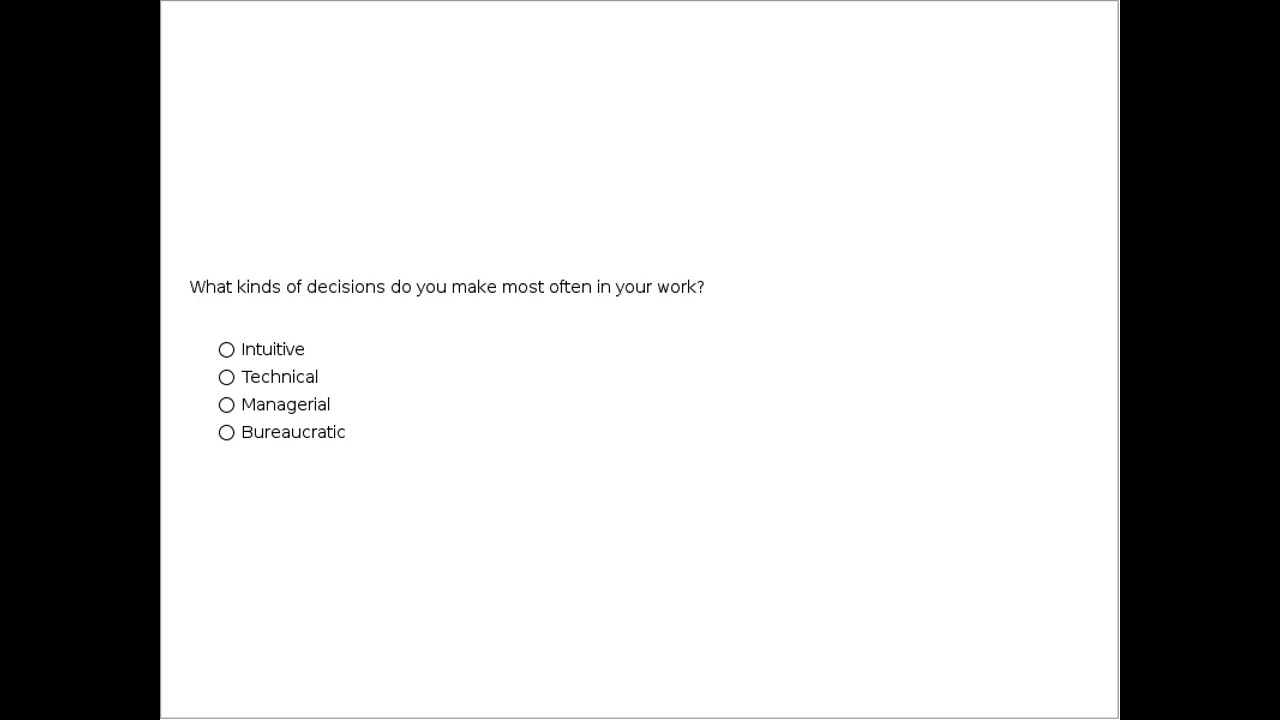 What kinds of decisions do you make most often in your work?
Intuitive
Technical
Managerial
Bureaucratic